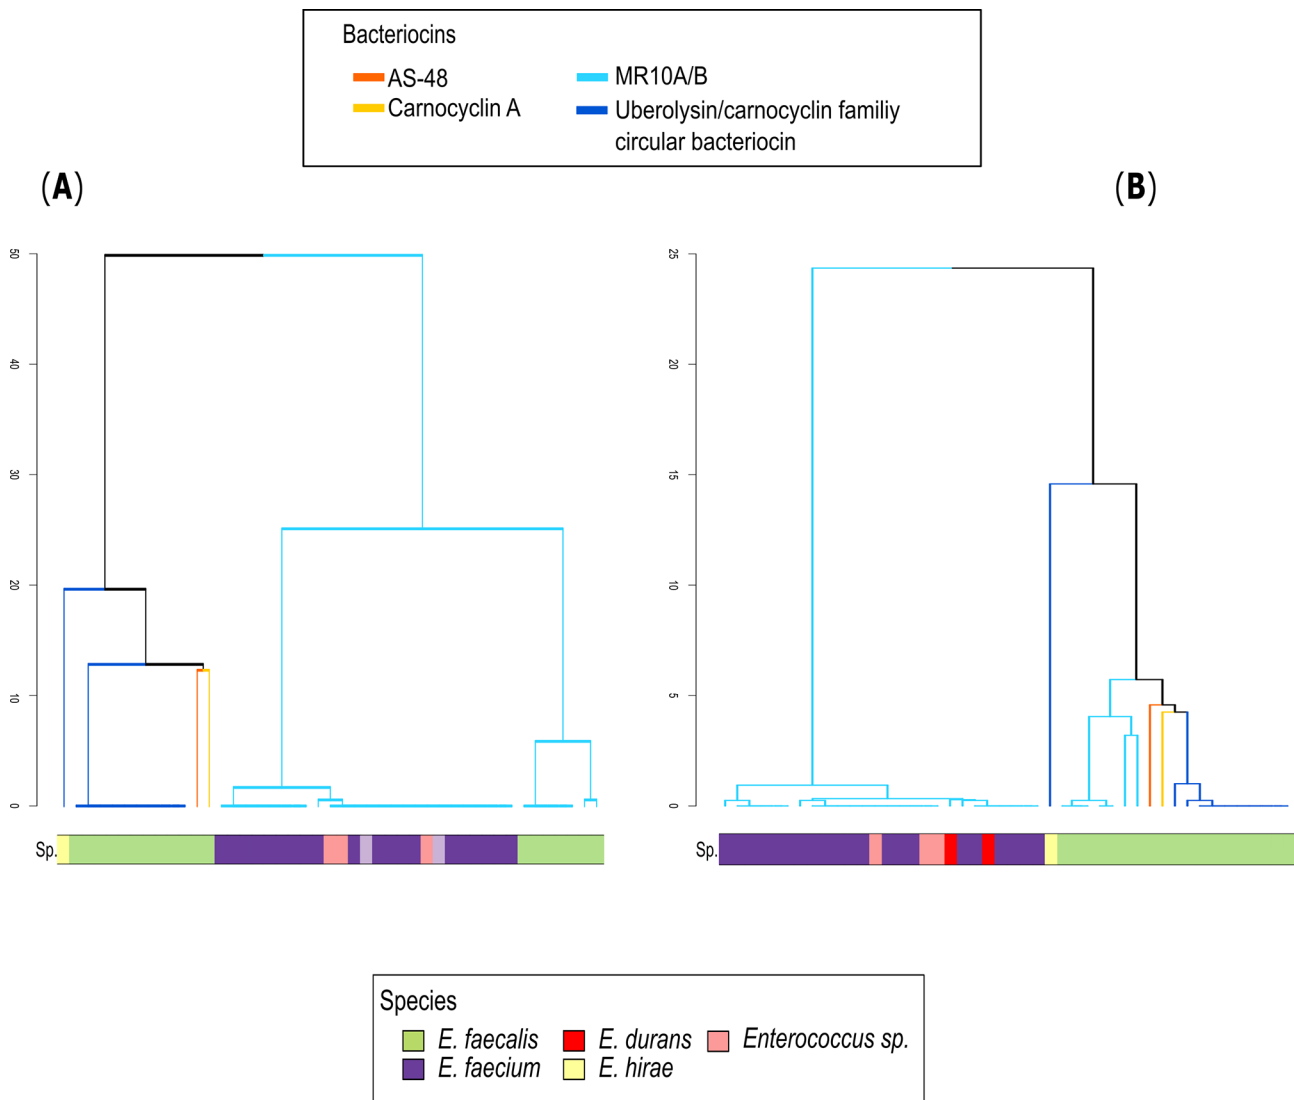 Bacteriocins
AS-48
MR10A/B
Carnocyclin A
Uberolysin/carnocyclin familiy
circular bacteriocin
(A)
(B)
50
40
30
20
10
0
25
20
15
10
5
0
Sp.
Sp.
Species
E. faecalis
E. durans
Enterococcus sp.
E. faecium
E. hirae